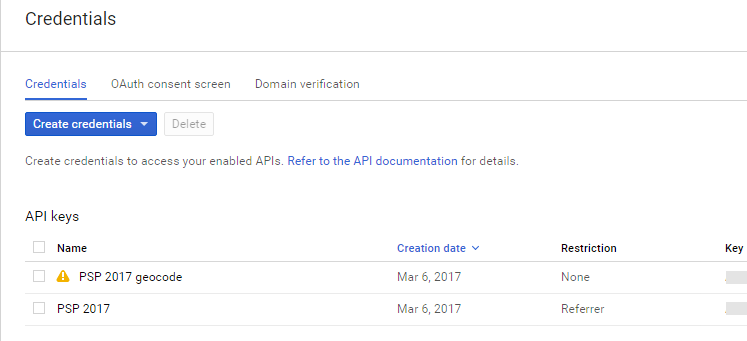 Credentials
Credentials OAuth consent screen Domain verification
Create credentials Delete
Create credentials to access your enabled APIs. Refer to the API documentation for details.
API keys
Name Creation date Restriction Key
PSP 2017 geocode Mar 6, 2017 None
PSP 2017 Mar 6, 2017 Referrer